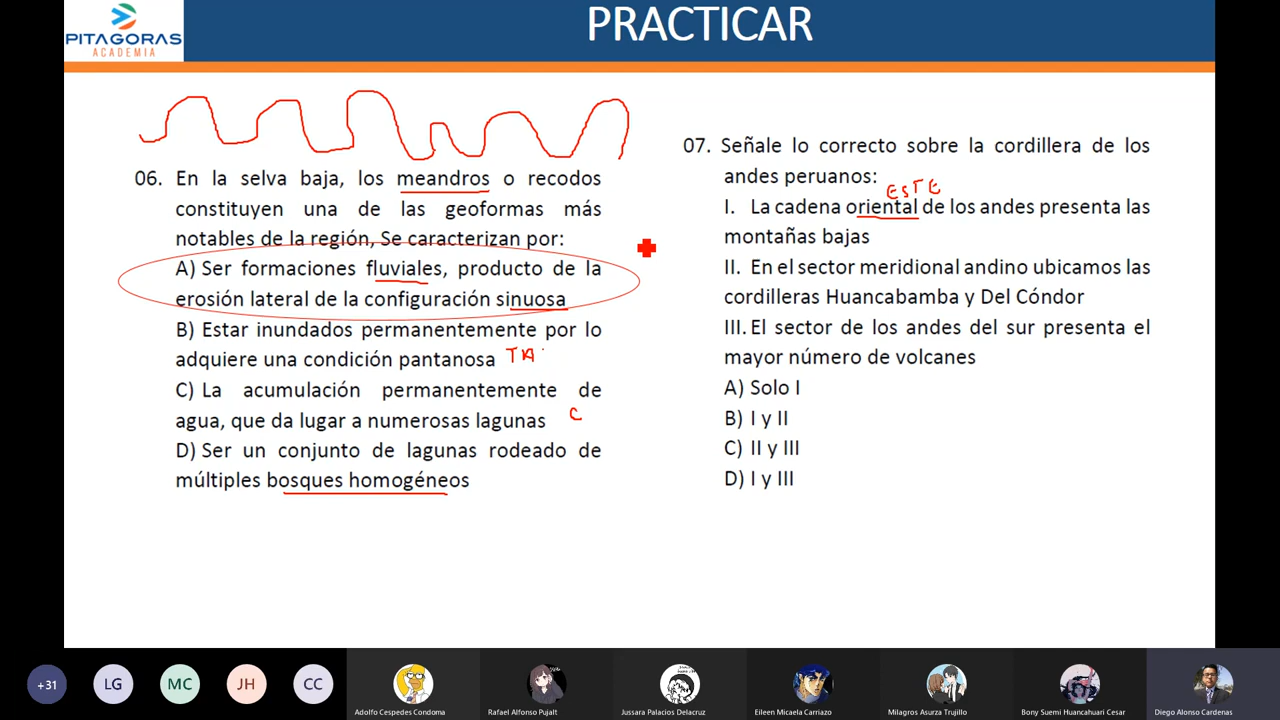 PITAGORAS
ACADEMIA
PRACTICAR
06. En la selva baja, los meandros o recodos
constituyen una de las geoformas más
notables de la región, Se caracterizan por:
A) Ser formaciones fluviales, producto de la
erosión lateral de la configuración sinuosa
B) Estar inundados permanentemente por lo
adquiere una condición pantanosa TA
C) La acumulación permanentemente de
agua, que da lugar a numerosas lagunas C
D) Ser un conjunto de lagunas rodeado de
múltiples bosques homogéneos
07. Señale lo correcto sobre la cordillera de los
andes peruanos:
ESTE
I. La cadena oriental de los andes presenta las
montañas bajas
II. En el sector meridional andino ubicamos las
cordilleras Huancabamba y Del Cóndor
III. El sector de los andes del sur presenta el
mayor número de volcanes
A) Solo I
B) I y II
C) II y III
D) I y III
+31
LG
MC
JH
CC
Adolfo Cespedes Condoma
Rafael Alfonso Pujalt
Jussara Palacios Delacruz
Eileen Micaela Carriazo
Milagros Asurza Trujillo
Bony Suemi Huancahuari Cesar
Diego Alonso Cardenas